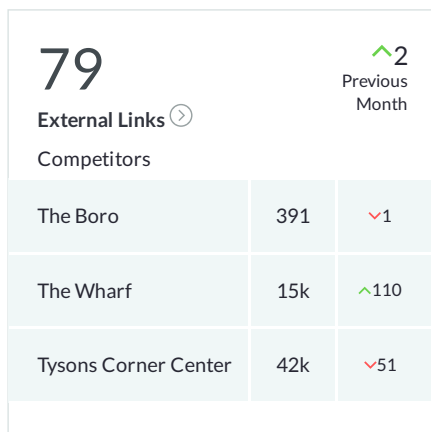 79
2
Previous
Month
External Links
Competitors
The Boro 391 1
The Wharf 15k 110
Tysons Corner Center 42k 51